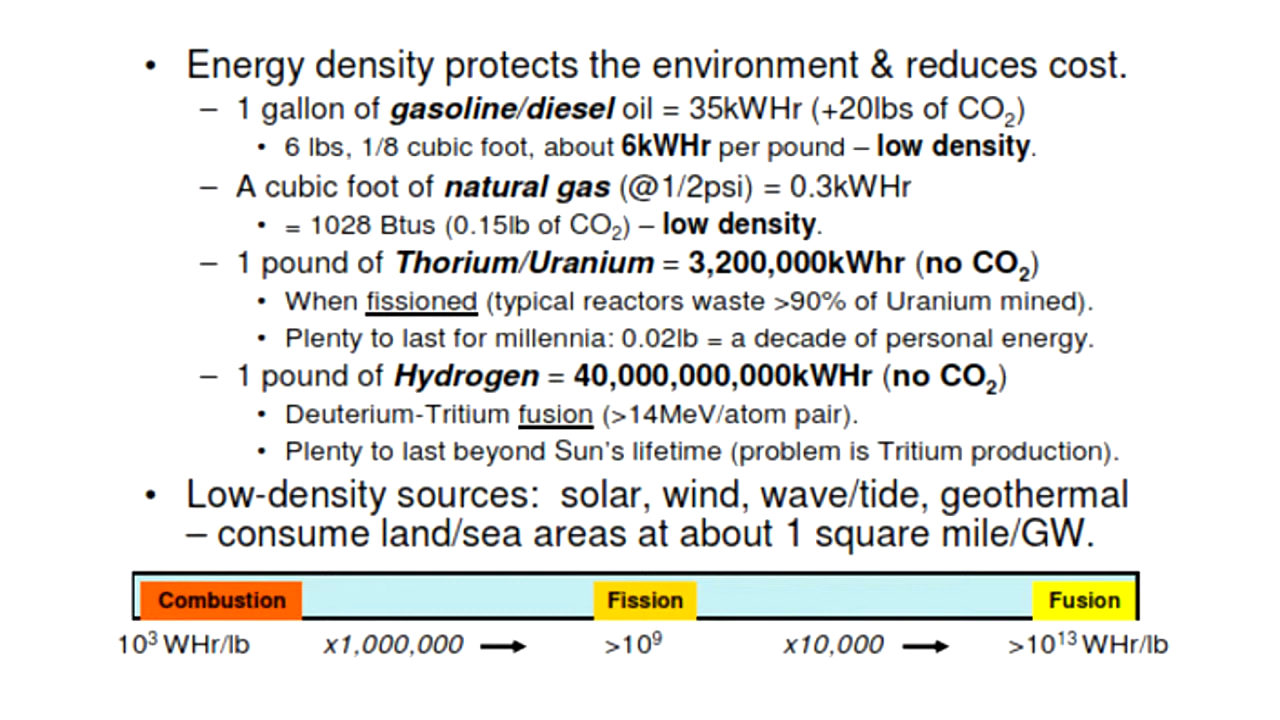 • Energy density protects the environment & reduces cost.
– 1 gallon of gasoline/diesel oil = 35kWHr (+20lbs of CO₂)
• 6 lbs, 1/8 cubic foot, about 6kWHr per pound – low density.
– A cubic foot of natural gas (@1/2psi) = 0.3kWHr
• = 1028 Btus (0.15lb of CO₂) – low density.
– 1 pound of Thorium/Uranium = 3,200,000kWhr (no CO₂)
• When fissioned (typical reactors waste >90% of Uranium mined).
• Plenty to last for millennia: 0.02lb = a decade of personal energy.
– 1 pound of Hydrogen = 40,000,000,000kWHr (no CO₂)
• Deuterium-Tritium fusion (>14MeV/atom pair).
• Plenty to last beyond Sun's lifetime (problem is Tritium production).
• Low-density sources: solar, wind, wave/tide, geothermal
– consume land/sea areas at about 1 square mile/GW.
Combustion Fission Fusion
10³ WHr/lb x1,000,000 → >10⁹ x10,000 → >10¹³ WHr/lb